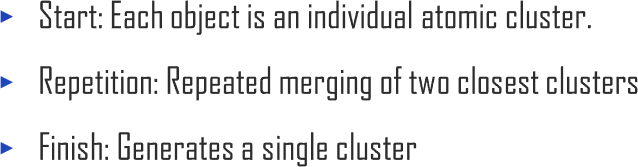 Start: Each object is an individual atomic cluster.
Repetition: Repeated merging of two closest clusters
Finish: Generates a single cluster